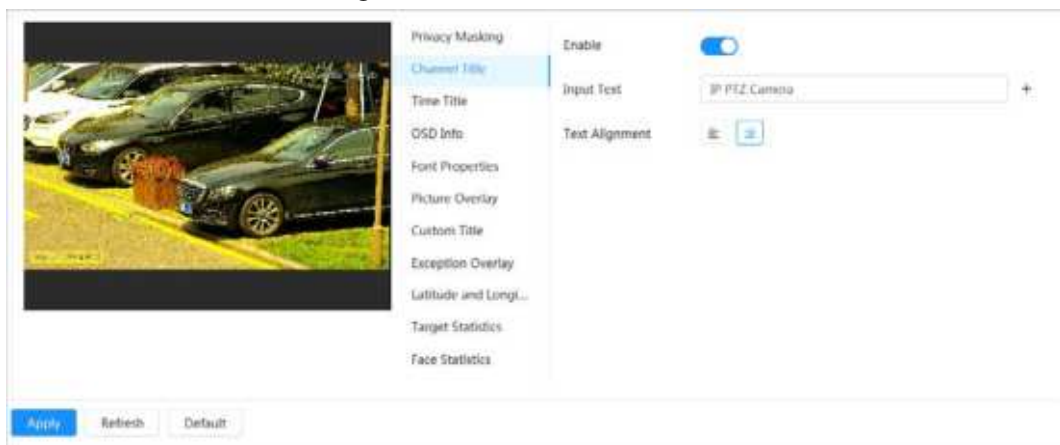 Privacy Masking
Channel Title
Time Title
OSD Info
Font Properties
Picture Overlay
Custom Title
Exception Overlay
Latitude and Longi...
Target Statistics
Face Statistics
Enable
Input Text
IP PTZ Camera
+
Text Alignment
Apply
Refresh
Default